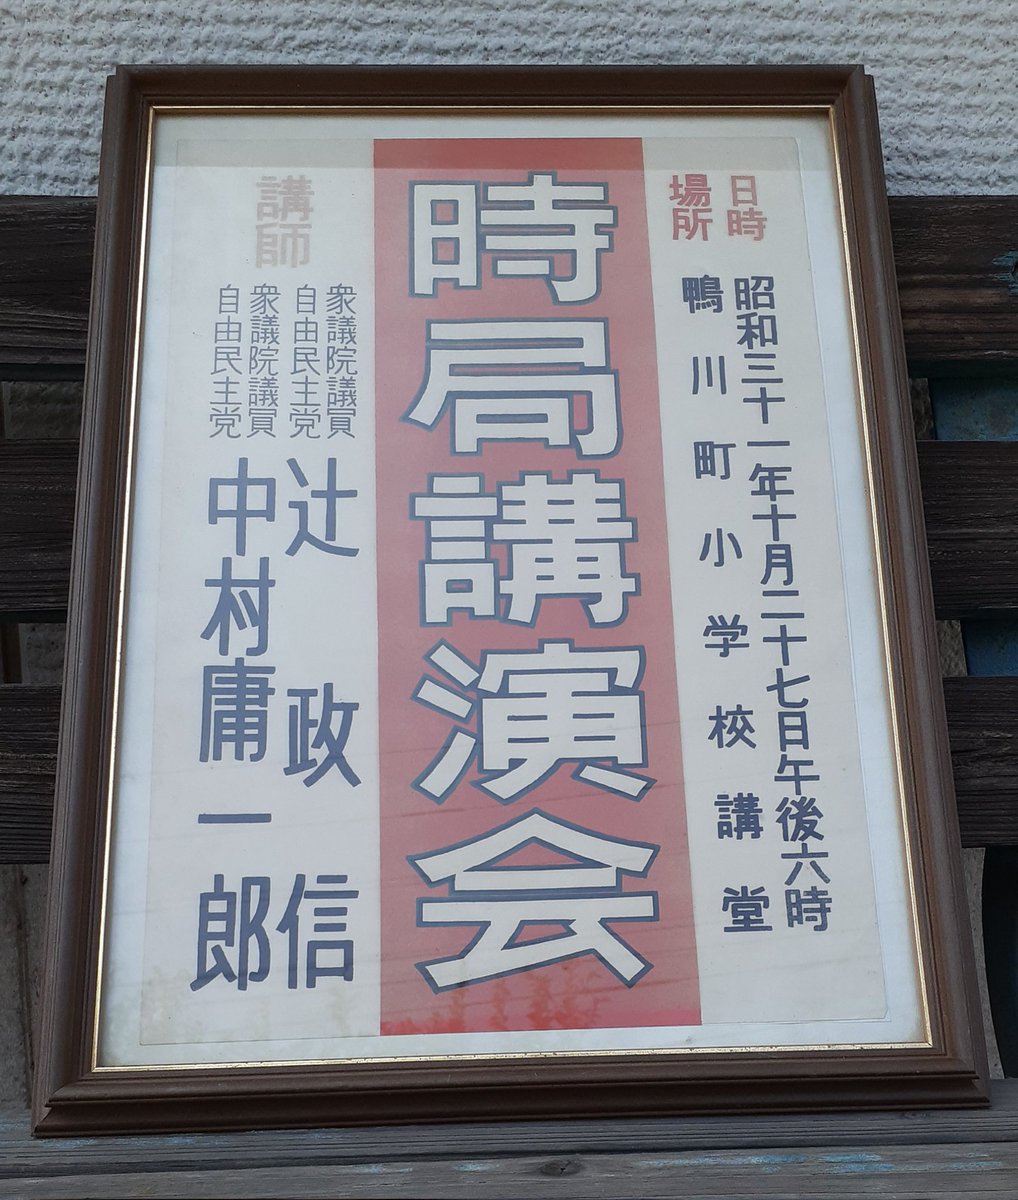 日時 昭和三十一年十月二十七日午後六時
場所 鴨川町小学校講堂
時局講演会
講師
衆議院議員
自由民主党
辻政信
衆議院議員
自由民主党
中村庸一郎